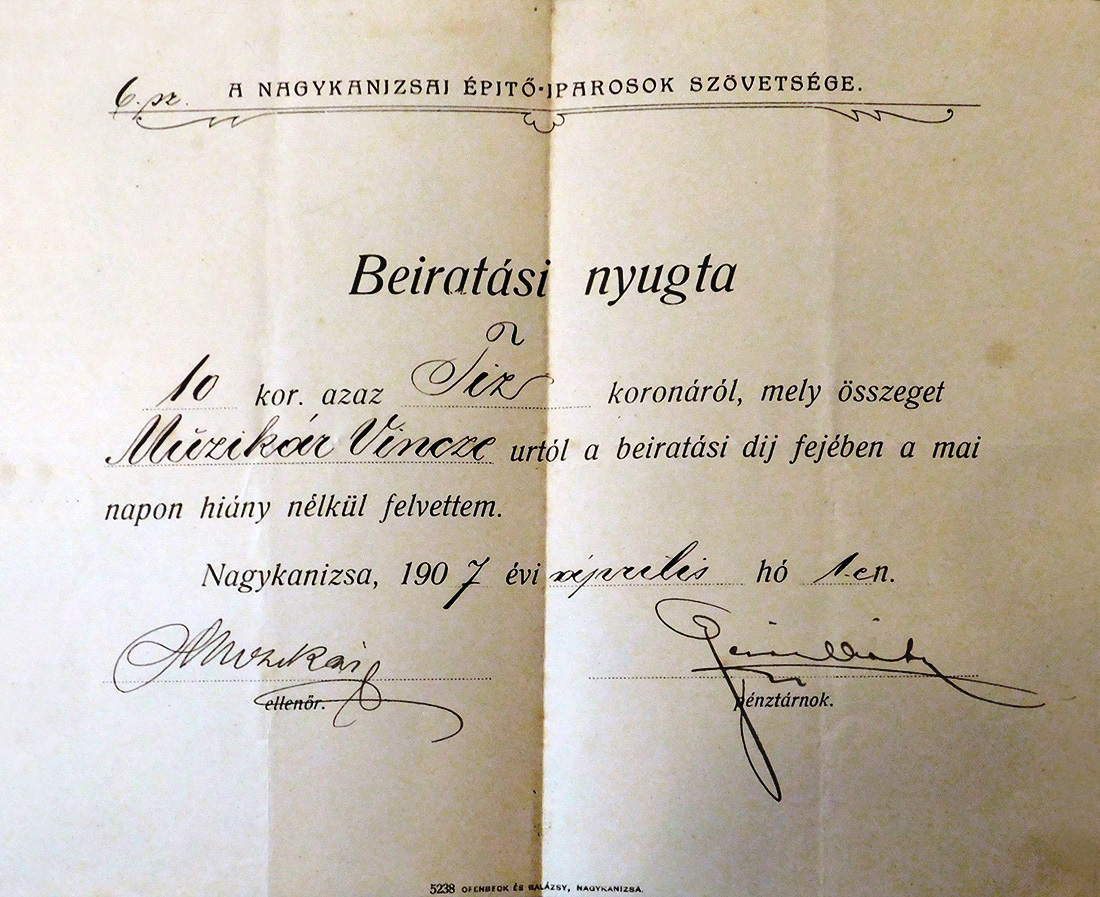 6. sz. A NAGYKANIZSAI ÉPITŐ-IPAROSOK SZÖVETSÉGE.
Beiratási nyugta
10 kor. azaz Tiz koronáról, mely összeget
Muzikár Vincze urtól a beiratási dij fejében a mai
napon hiány nélkül felvettem.
Nagykanizsa, 1907 évi április hó 1-en.
Muzikár
ellenőr. pénztárnok.
5238 OFENBECK ÉS BALÁZSY, NAGYKANIZSA.